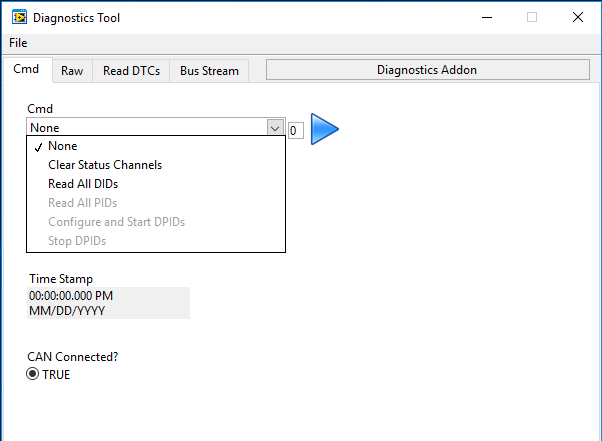 Diagnostics Tool
File
Cmd Raw Read DTCs Bus Stream Diagnostics Addon
Cmd
None 0
None
Clear Status Channels
Read All DIDs
Read All PIDs
Configure and Start DPIDs
Stop DPIDs
Time Stamp
00:00:00.000 PM
MM/DD/YYYY
CAN Connected?
TRUE